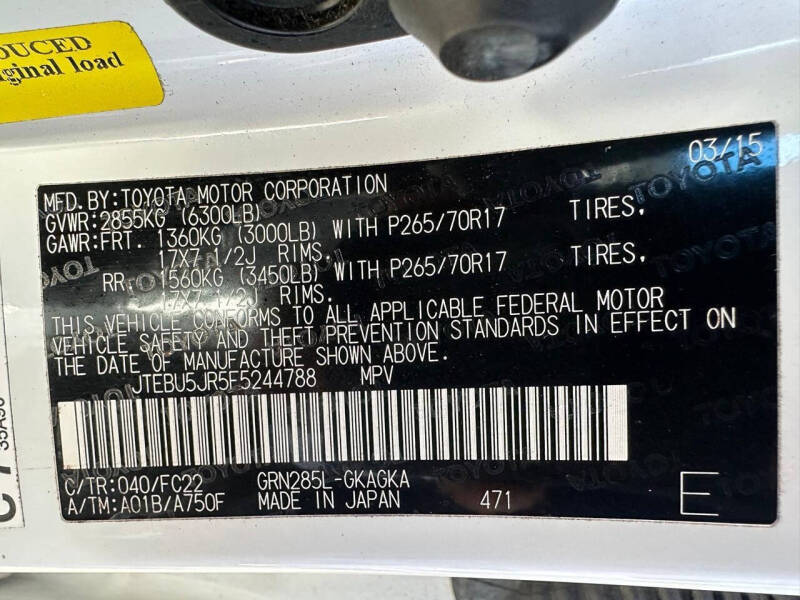 DUCED
ginal load
03/15
MFD. BY:TOYOTA MOTOR CORPORATION
GVWR:2855KG (6300LB)
GAWR:FRT. 1360KG (3000LB) WITH P265/70R17 TIRES,
17X7 1/2J RIMS.
RR. 1560KG (3450LB) WITH P265/70R17 TIRES,
17X7 1/2J RIMS.
THIS VEHICLE CONFORMS TO ALL APPLICABLE FEDERAL MOTOR
VEHICLE SAFETY AND THEFT PREVENTION STANDARDS IN EFFECT ON
THE DATE OF MANUFACTURE SHOWN ABOVE.
JTEBU5JR5F5244788 MPV
C/TR:040/FC22 GRN285L-GKAGKA
A/TM:A01B/A750F MADE IN JAPAN 471 E
35A90